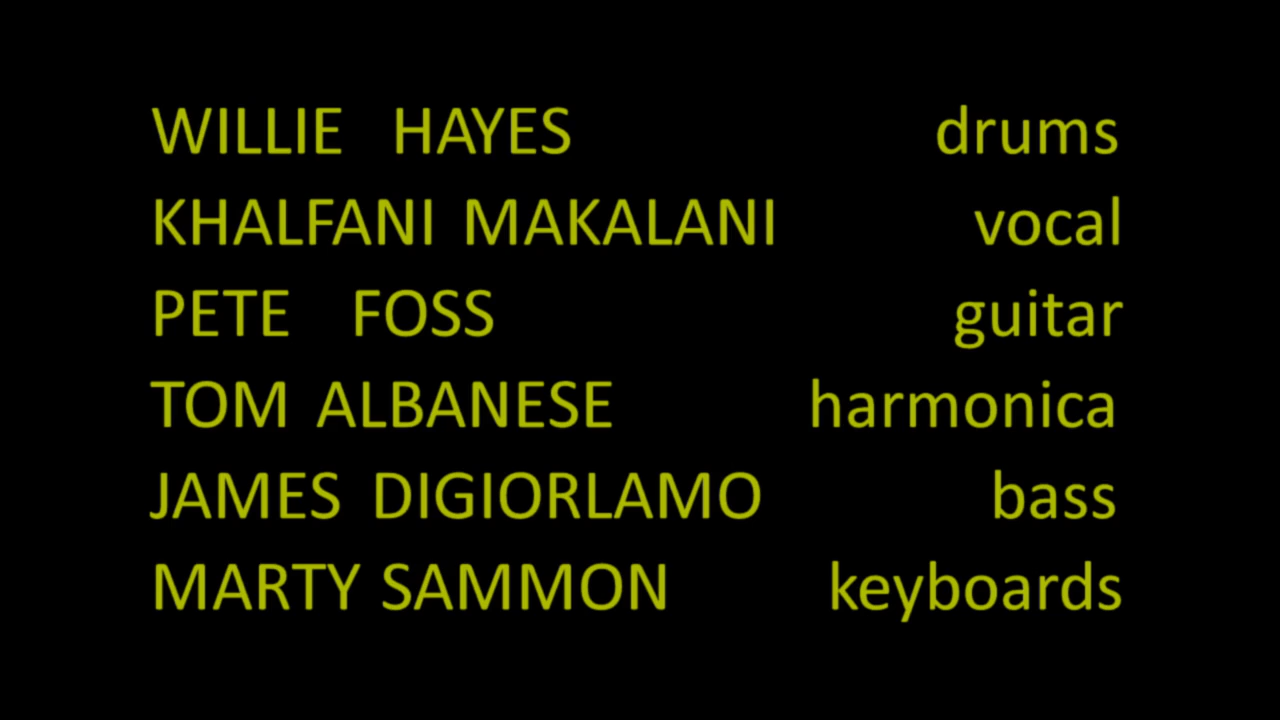 WILLIE HAYES drums
KHALFANI MAKALANI vocal
PETE FOSS guitar
TOM ALBANESE harmonica
JAMES DIGIORLAMO bass
MARTY SAMMON keyboards